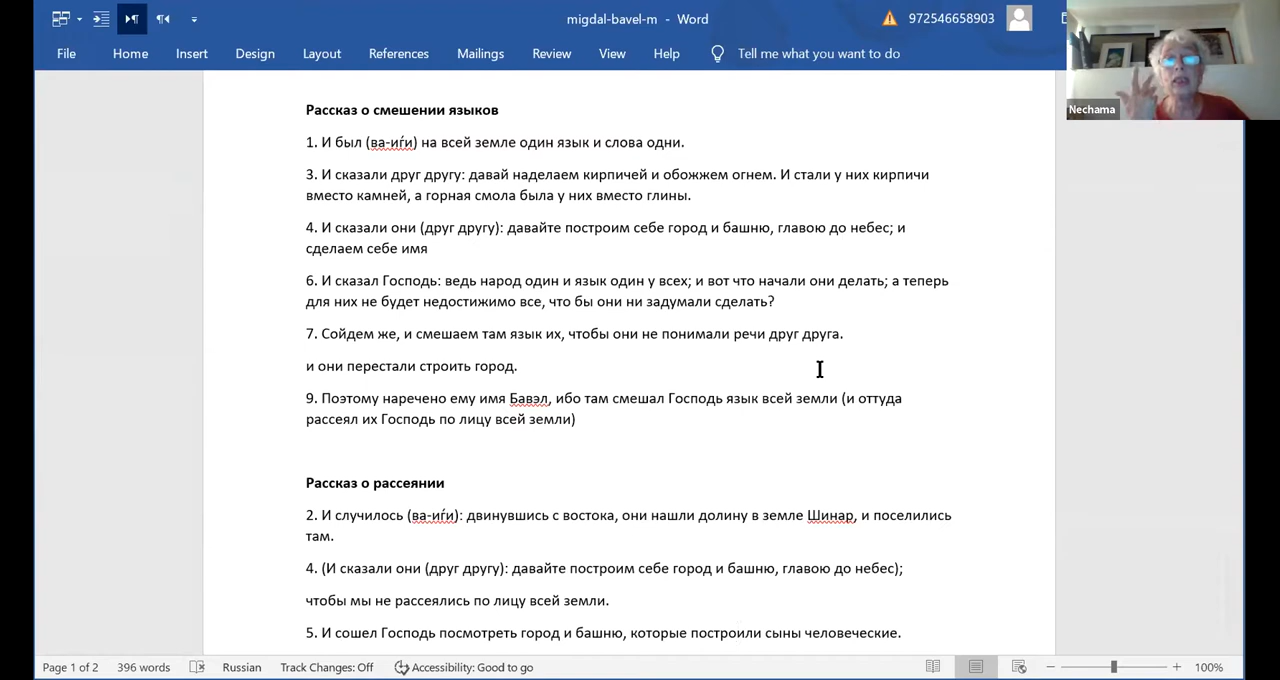 migdal-bavel-m - Word
972546658903
File Home Insert Design Layout References Mailings Review View Help Tell me what you want to do
Nechama
Рассказ о смешении языков
1. И был (ва-иѓи) на всей земле один язык и слова одни.
3. И сказали друг другу: давай наделаем кирпичей и обожжем огнем. И стали у них кирпичи
вместо камней, а горная смола была у них вместо глины.
4. И сказали они (друг другу): давайте построим себе город и башню, главою до небес; и
сделаем себе имя
6. И сказал Господь: ведь народ один и язык один у всех; и вот что начали они делать; а теперь
для них не будет недостижимо все, что бы они ни задумали сделать?
7. Сойдем же, и смешаем там язык их, чтобы они не понимали речи друг друга.
и они перестали строить город.
9. Поэтому наречено ему имя Бавэл, ибо там смешал Господь язык всей земли (и оттуда
рассеял их Господь по лицу всей земли)
Рассказ о рассеянии
2. И случилось (ва-иѓи): двинувшись с востока, они нашли долину в земле Шинар, и поселились
там.
4. (И сказали они (друг другу): давайте построим себе город и башню, главою до небес);
чтобы мы не рассеялись по лицу всей земли.
5. И сошел Господь посмотреть город и башню, которые построили сыны человеческие.
Page 1 of 2 396 words Russian Track Changes: Off Accessibility: Good to go 100%